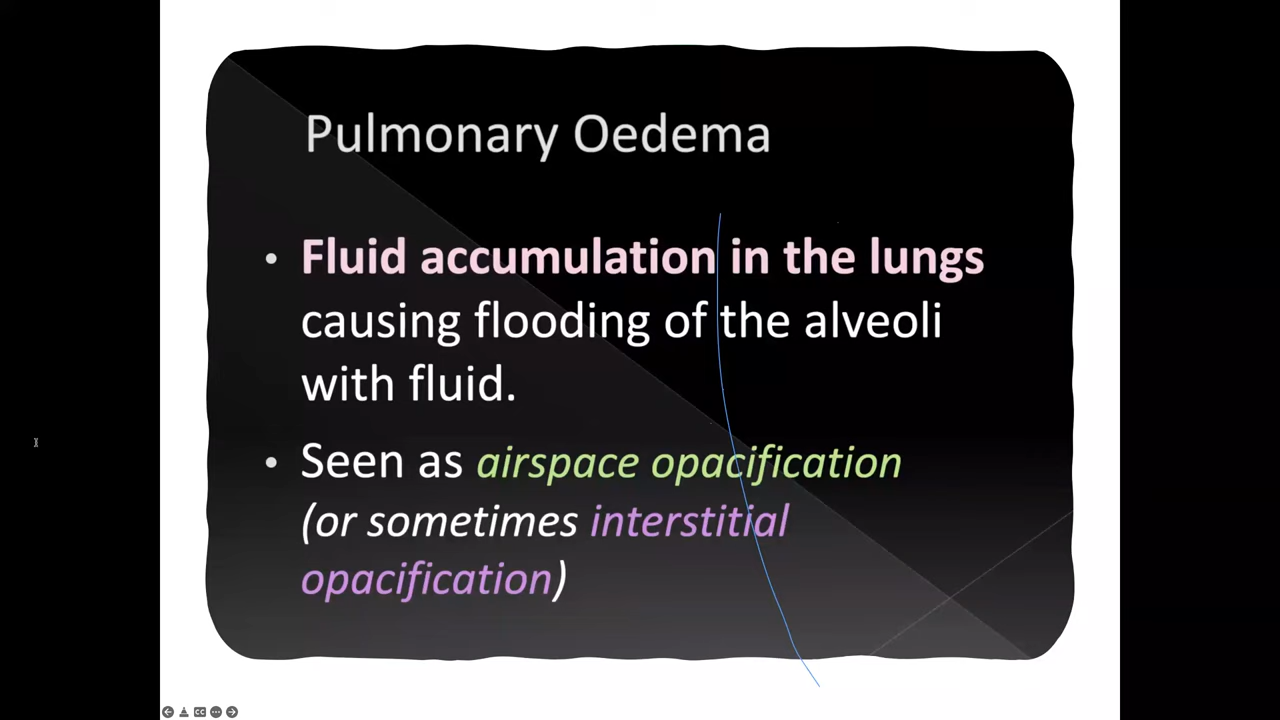 Pulmonary Oedema
• Fluid accumulation in the lungs
causing flooding of the alveoli
with fluid.
• Seen as airspace opacification
(or sometimes interstitial
opacification)
CC